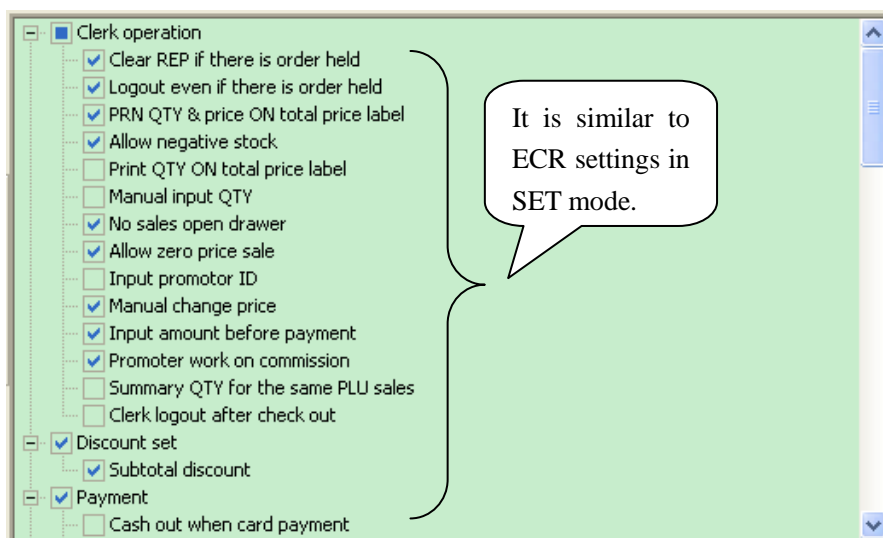 Clerk operation
Clear REP if there is order held
Logout even if there is order held
PRN QTY & price ON total price label
Allow negative stock
Print QTY ON total price label
Manual input QTY
No sales open drawer
Allow zero price sale
Input promotor ID
Manual change price
Input amount before payment
Promoter work on commission
Summary QTY for the same PLU sales
Clerk logout after check out
Discount set
Subtotal discount
Payment
Cash out when card payment
It is similar to
ECR settings in
SET mode.